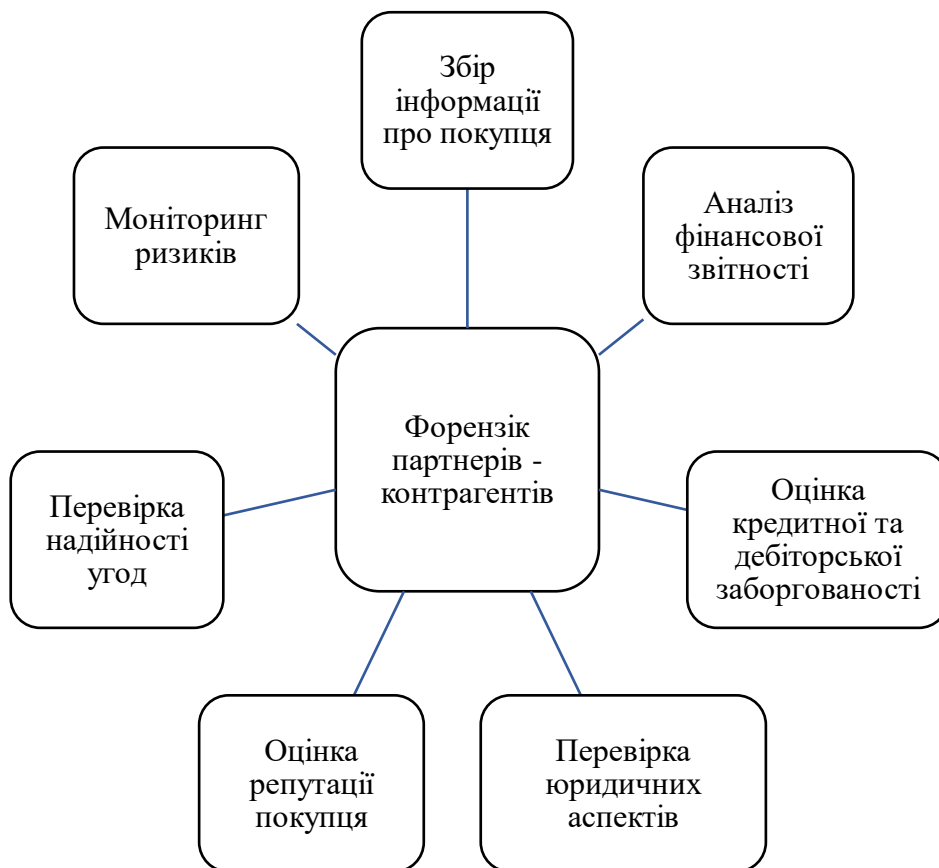 Збір
інформації
про покупця
Аналіз
фінансової
звітності
Оцінка
кредитної та
дебіторської
заборгованості
Перевірка
юридичних
аспектів
Оцінка
репутації
покупця
Перевірка
надійності
угод
Моніторинг
ризиків
Форензік
партнерів -
контрагентів